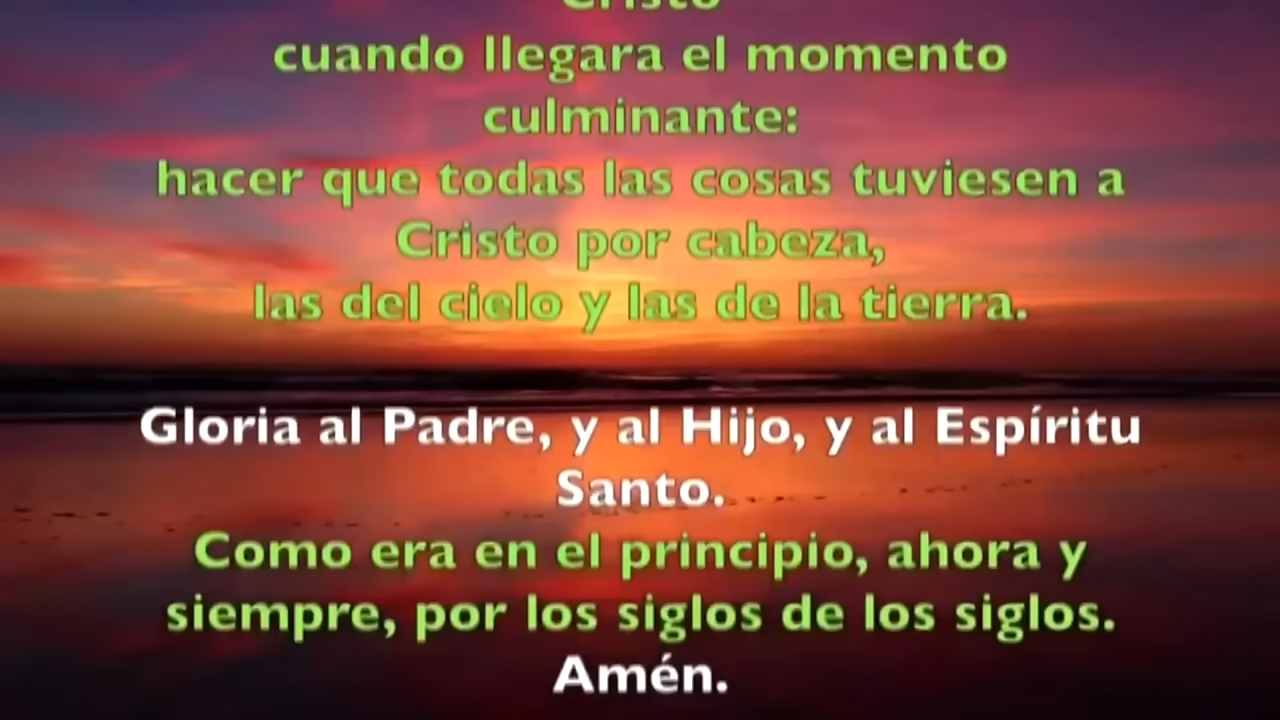 Cristo
cuando llegara el momento
culminante:
hacer que todas las cosas tuviesen a
Cristo por cabeza,
las del cielo y las de la tierra.
Gloria al Padre, y al Hijo, y al Espíritu
Santo.
Como era en el principio, ahora y
siempre, por los siglos de los siglos.
Amén.